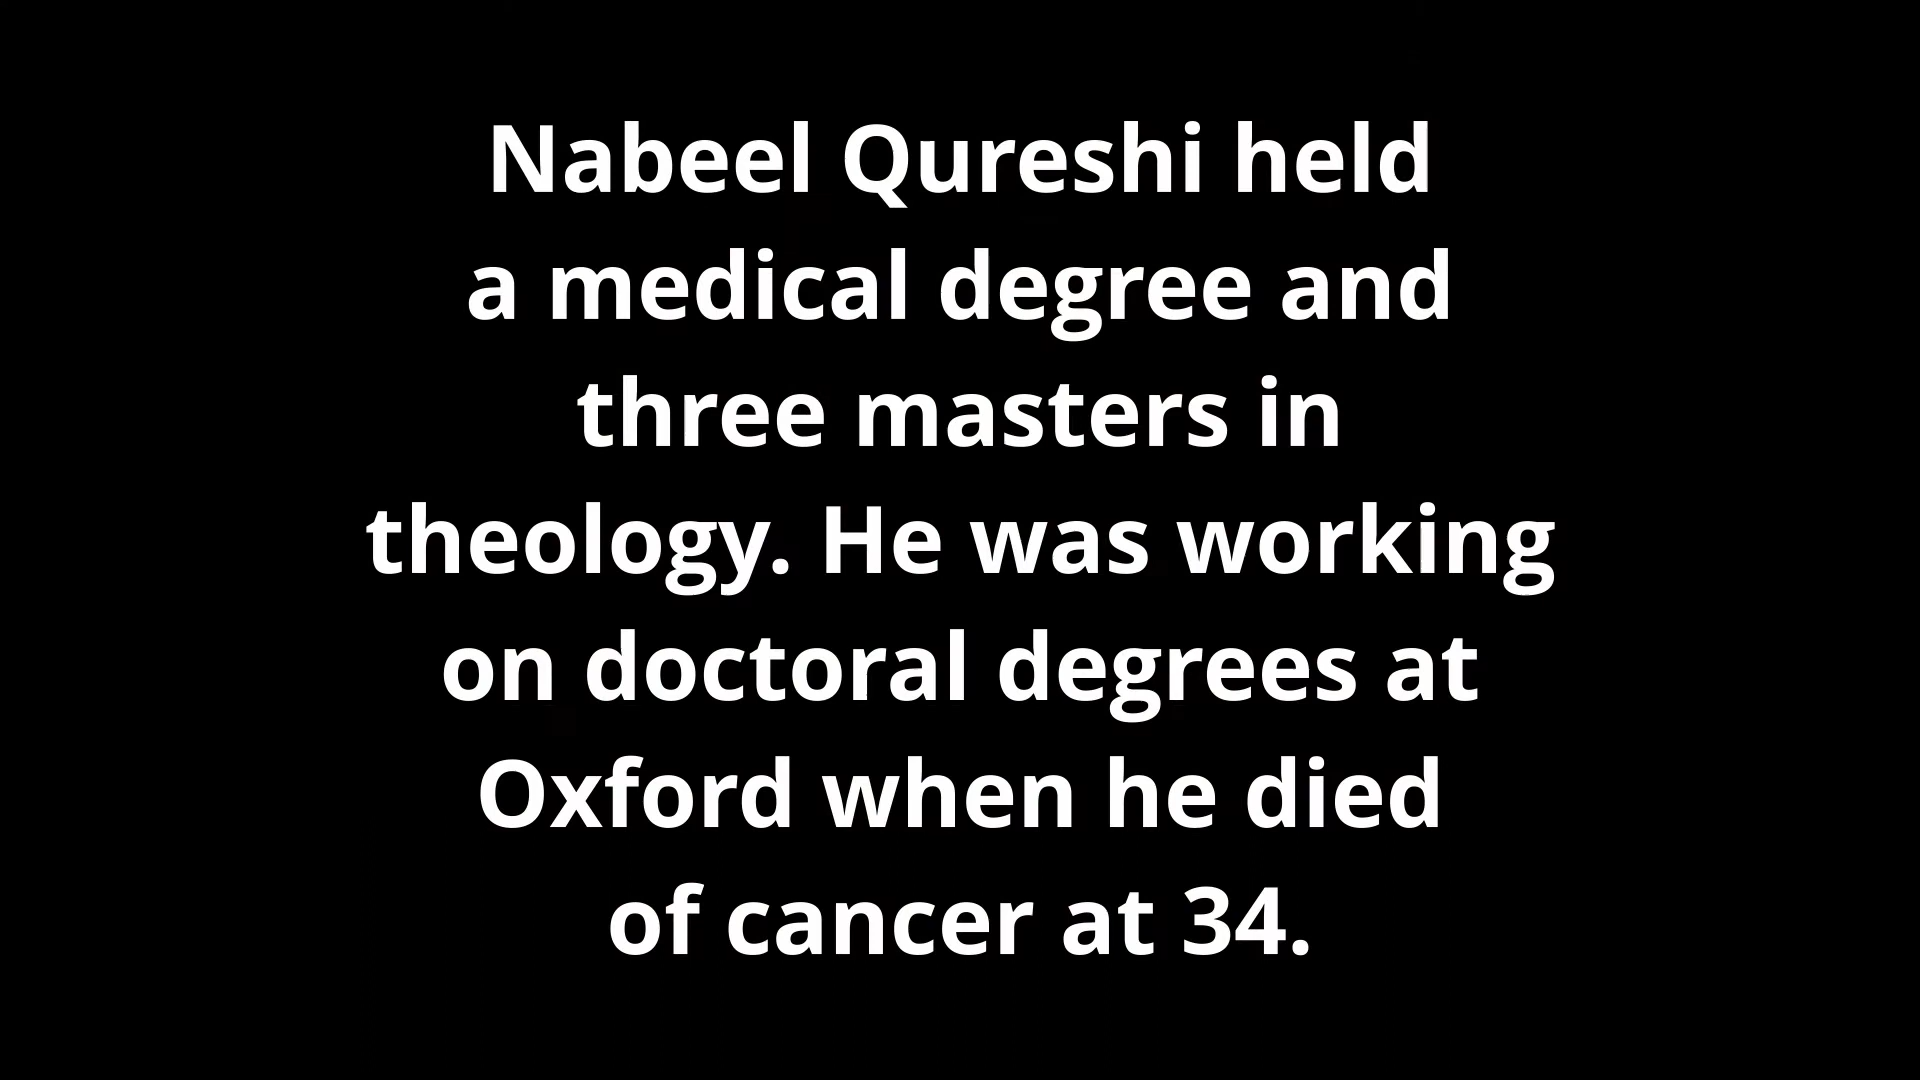 Nabeel Qureshi held
a medical degree and
three masters in
theology. He was working
on doctoral degrees at
Oxford when he died
of cancer at 34.